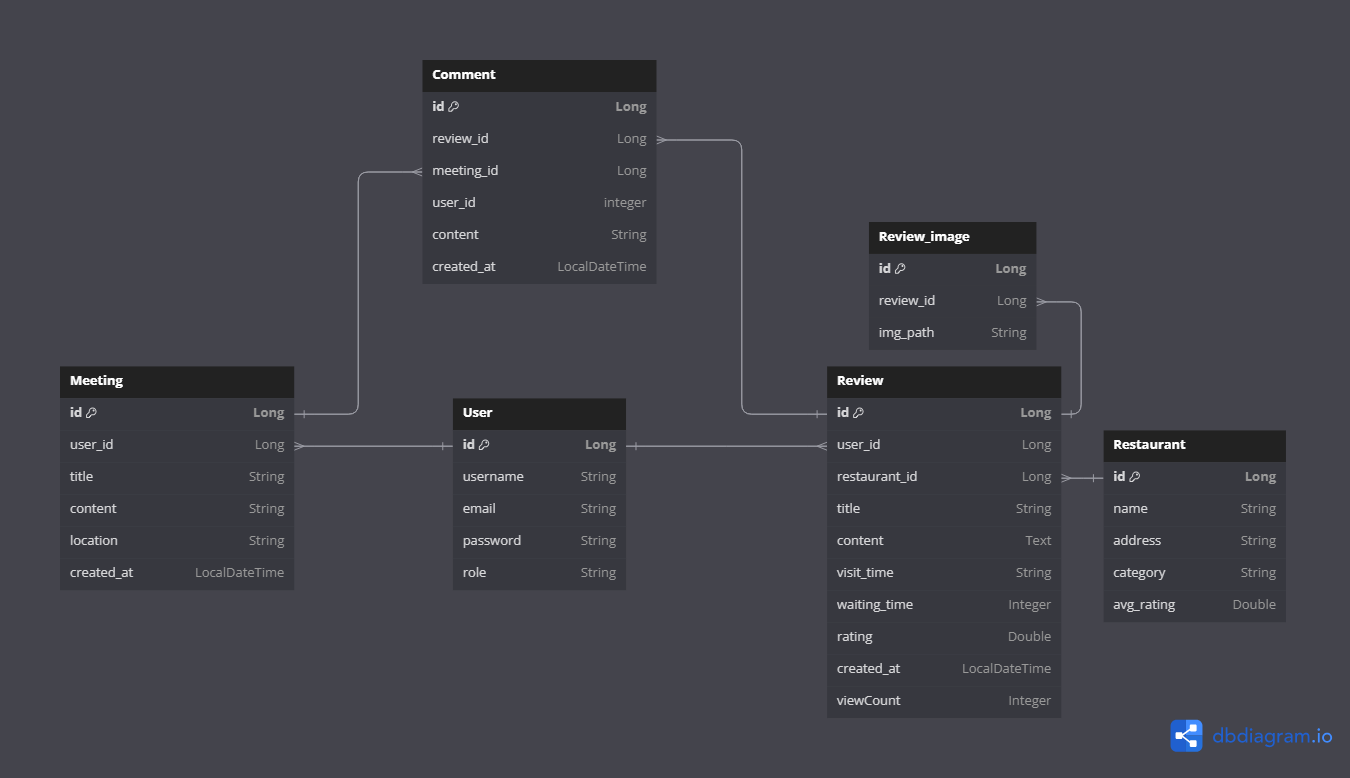 Comment
id Long
review_id Long
meeting_id Long
user_id integer
content String
created_at LocalDateTime
Review_image
id Long
review_id Long
img_path String
Meeting
id Long
user_id Long
title String
content String
location String
created_at LocalDateTime
User
id Long
username String
email String
password String
role String
Review
id Long
user_id Long
restaurant_id Long
title String
content Text
visit_time String
waiting_time Integer
rating Double
created_at LocalDateTime
viewCount Integer
Restaurant
id Long
name String
address String
category String
avg_rating Double
dbdiagram.io